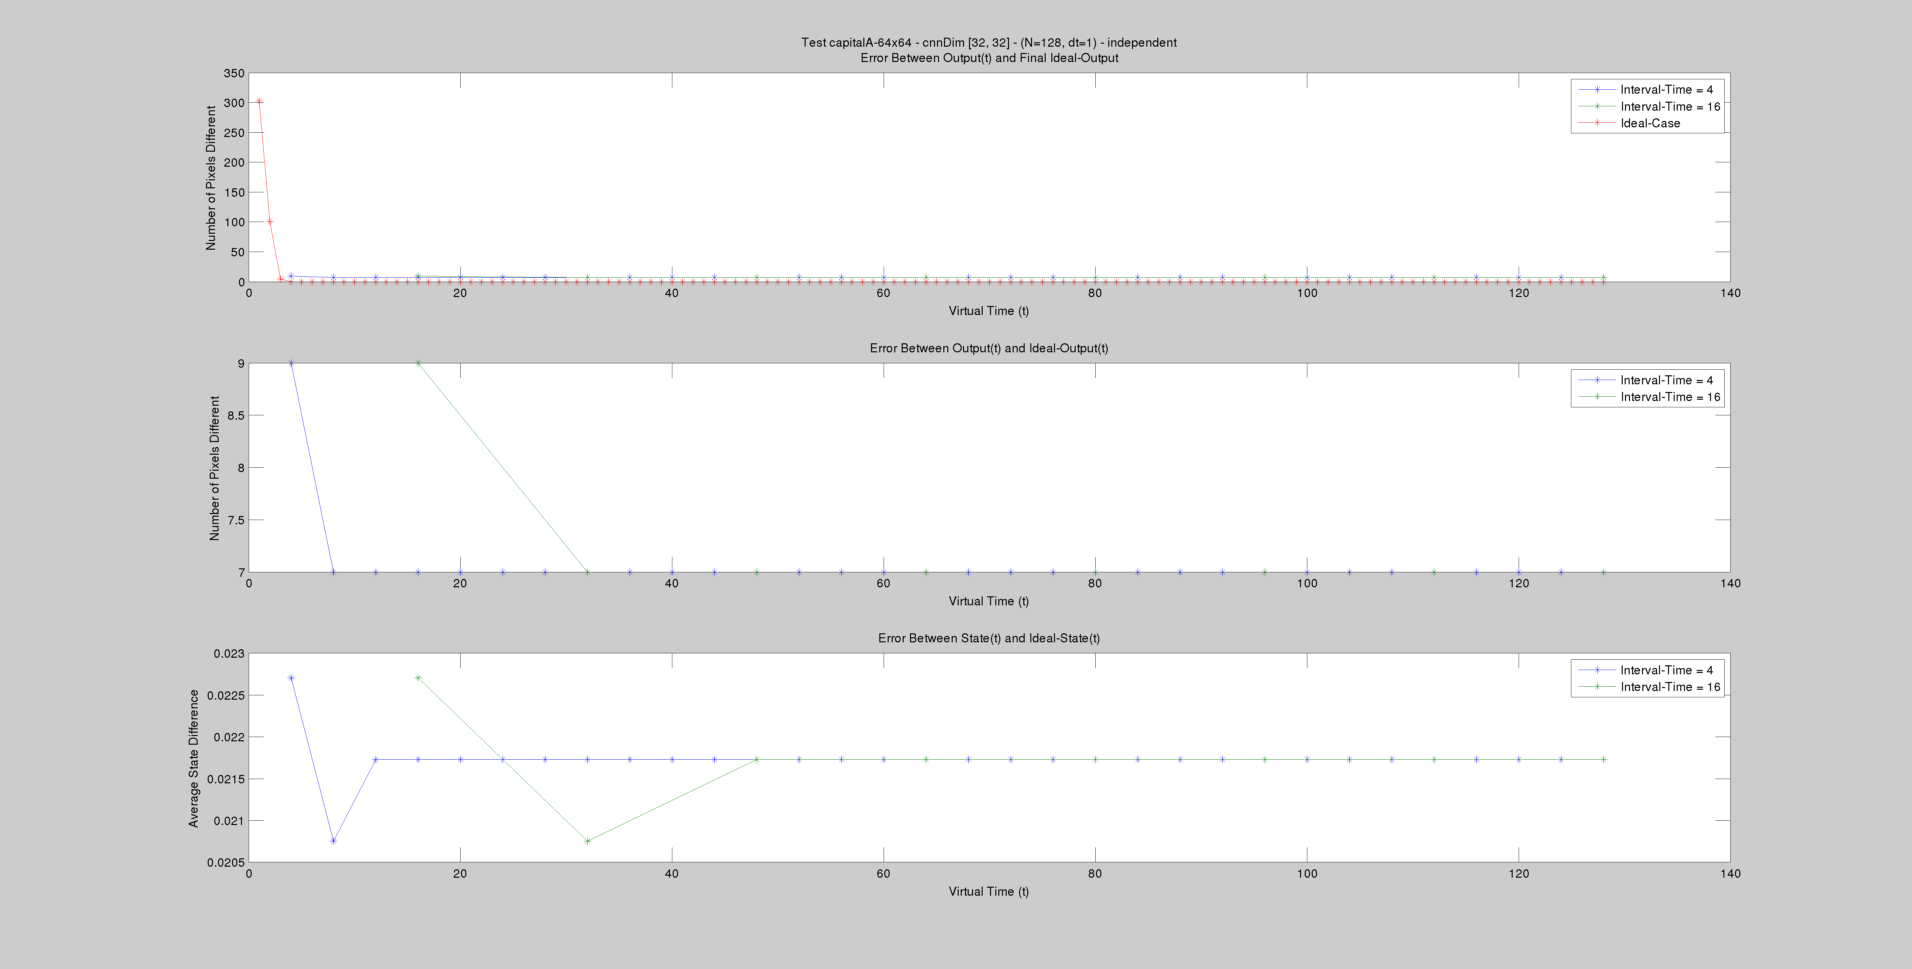 Test capitalA-64x64 - cnnDim [32, 32] - (N=128, dt=1) - independent
Error Between Output(t) and Final Ideal-Output
Number of Pixels Different
350
300
250
200
150
100
50
0
0 20 40 60 80 100 120 140
Virtual Time (t)
Interval-Time = 4
Interval-Time = 16
Ideal-Case
Error Between Output(t) and Ideal-Output(t)
Number of Pixels Different
9
8.5
8
7.5
7
0 20 40 60 80 100 120 140
Virtual Time (t)
Interval-Time = 4
Interval-Time = 16
Error Between State(t) and Ideal-State(t)
Average State Difference
0.023
0.0225
0.022
0.0215
0.021
0.0205
0 20 40 60 80 100 120 140
Virtual Time (t)
Interval-Time = 4
Interval-Time = 16